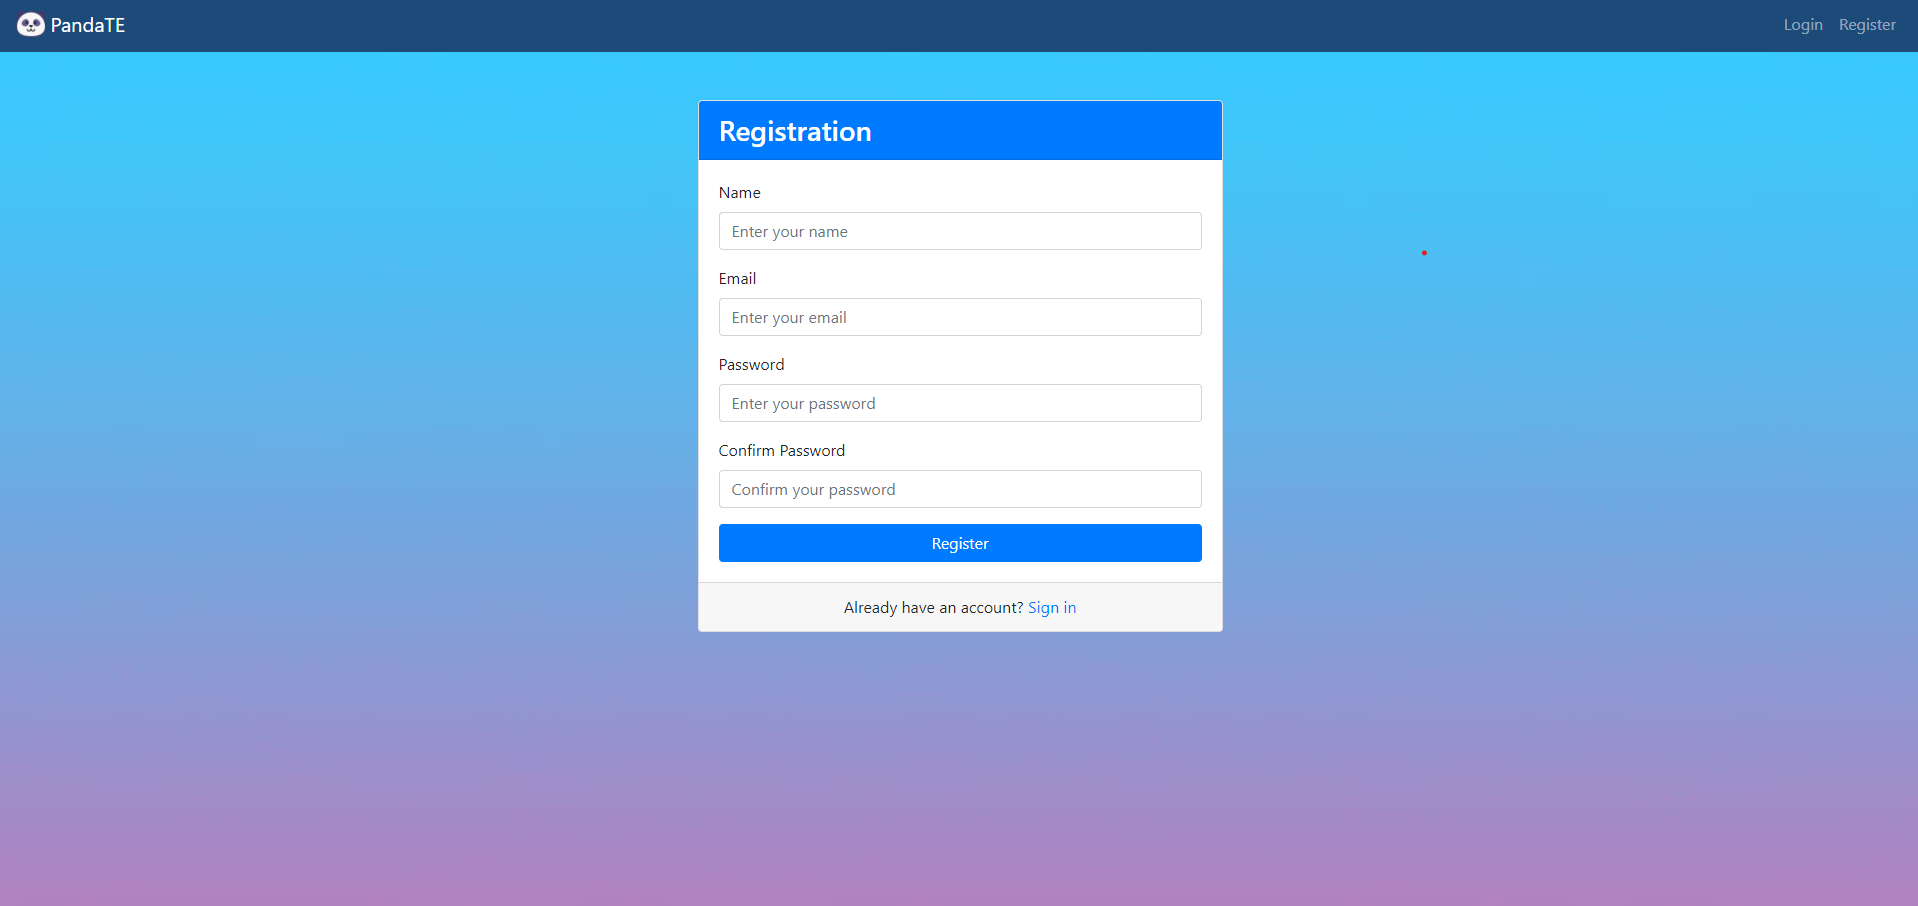 PandaTE
Login Register
Registration
Name
Enter your name
Email
Enter your email
Password
Enter your password
Confirm Password
Confirm your password
Register
Already have an account? Sign in